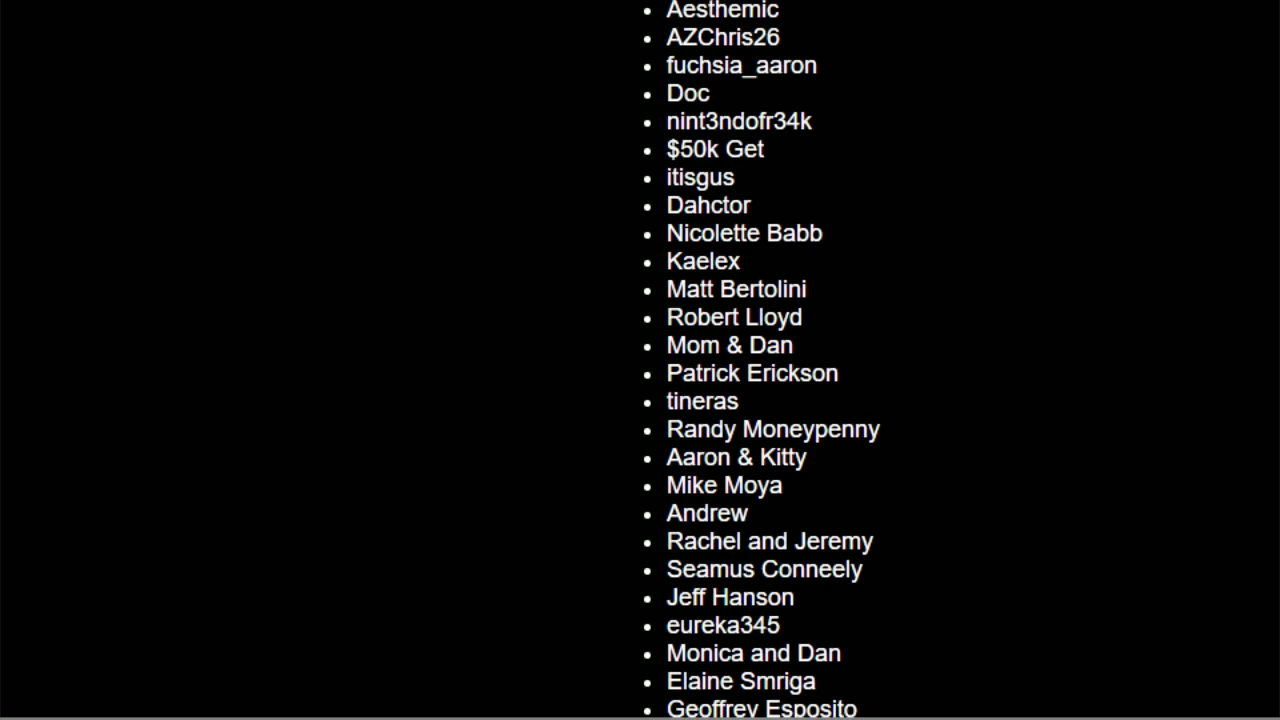 • Aesthemic
• AZChris26
• fuchsia_aaron
• Doc
• nint3ndofr34k
• $50k Get
• itisgus
• Dahctor
• Nicolette Babb
• Kaelex
• Matt Bertolini
• Robert Lloyd
• Mom & Dan
• Patrick Erickson
• tineras
• Randy Moneypenny
• Aaron & Kitty
• Mike Moya
• Andrew
• Rachel and Jeremy
• Seamus Conneely
• Jeff Hanson
• eureka345
• Monica and Dan
• Elaine Smriga
• Geoffrey Esposito